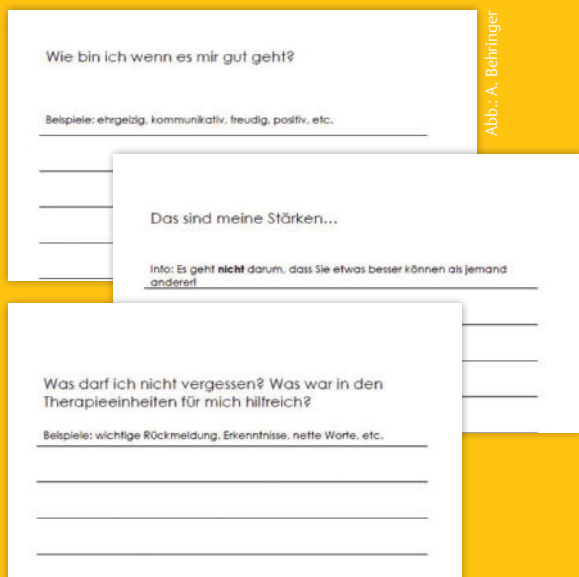 Wie bin ich wenn es mir gut geht?
Beispiele: ehrgeizig, kommunikativ, freudig, positiv, etc.
Abb.: A. Behringer
Das sind meine Stärken...
Info: Es geht nicht darum, dass Sie etwas besser können als jemand
anderer!
Was darf ich nicht vergessen? Was war in den
Therapieeinheiten für mich hilfreich?
Beispiele: wichtige Rückmeldung, Erkenntnisse, nette Worte, etc.